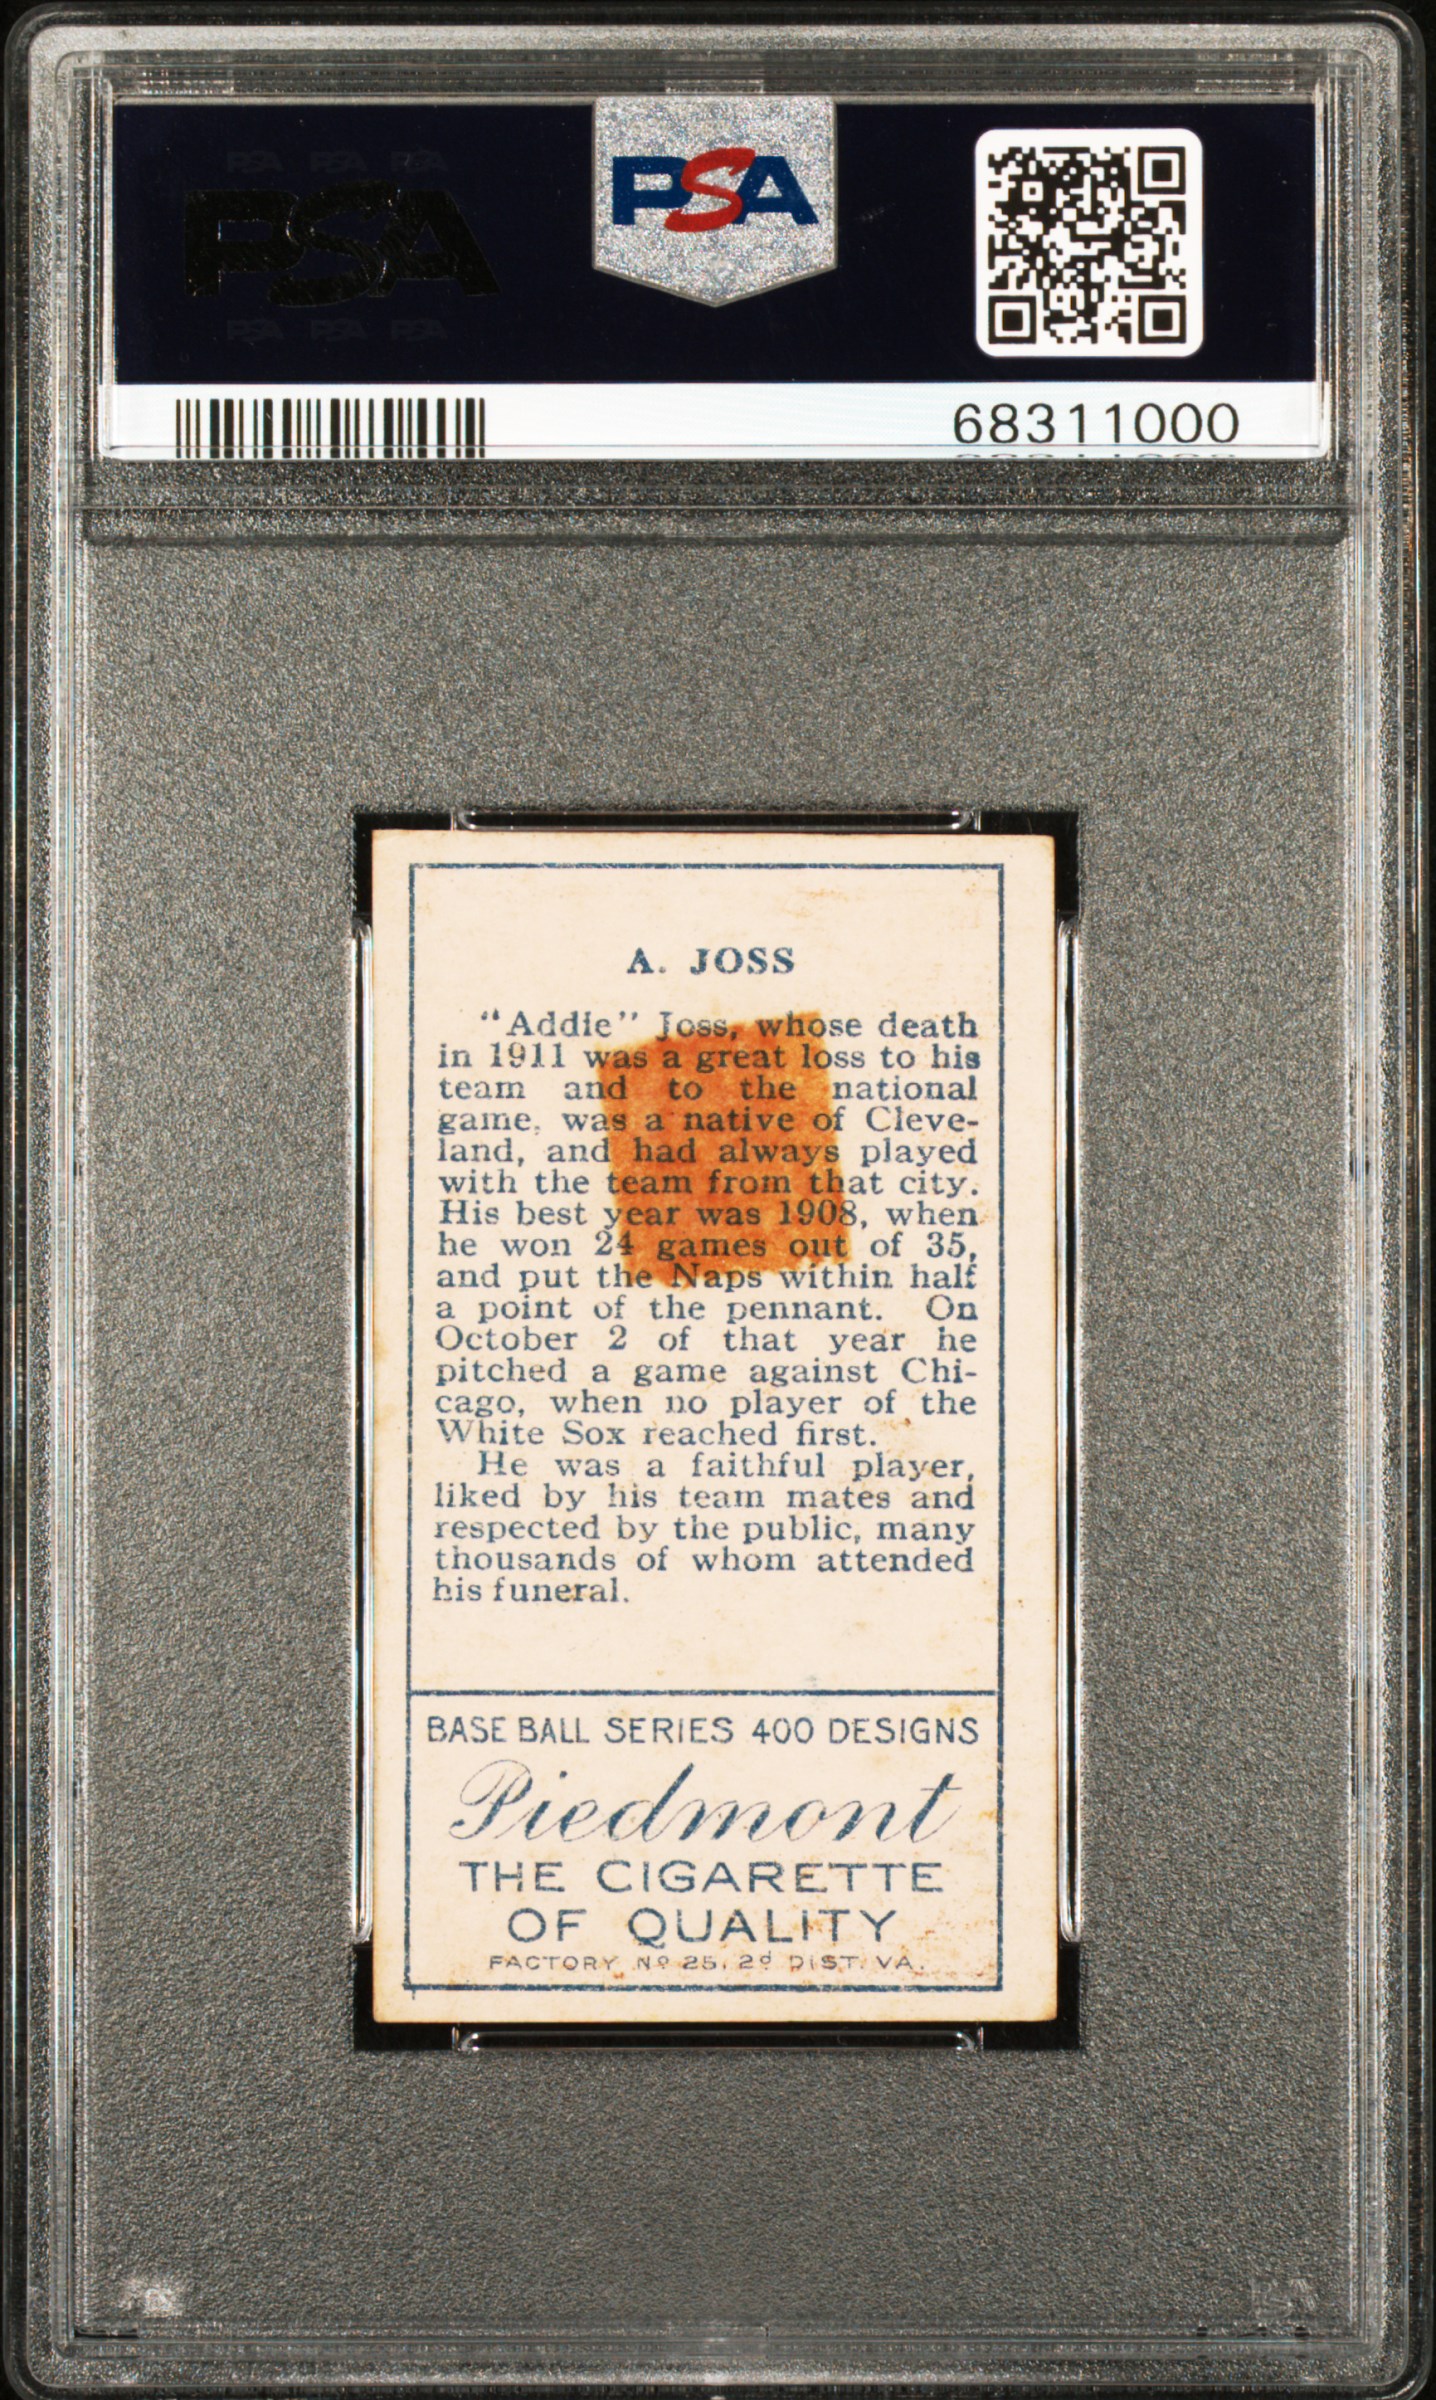 PSA PSA PSA
PSA
PSA PSA PSA
PSA
68311000
A. JOSS
"Addie" Joss, whose death
in 1911 was a great loss to his
team and to the national
game, was a native of Cleve-
land, and had always played
with the team from that city.
His best year was 1908, when
he won 24 games out of 35,
and put the Naps within half
a point of the pennant. On
October 2 of that year he
pitched a game against Chi-
cago, when no player of the
White Sox reached first.
He was a faithful player,
liked by his team mates and
respected by the public, many
thousands of whom attended
his funeral.
BASE BALL SERIES 400 DESIGNS
Piedmont
THE CIGARETTE
OF QUALITY
FACTORY Nº 25, 2d DIST. VA.